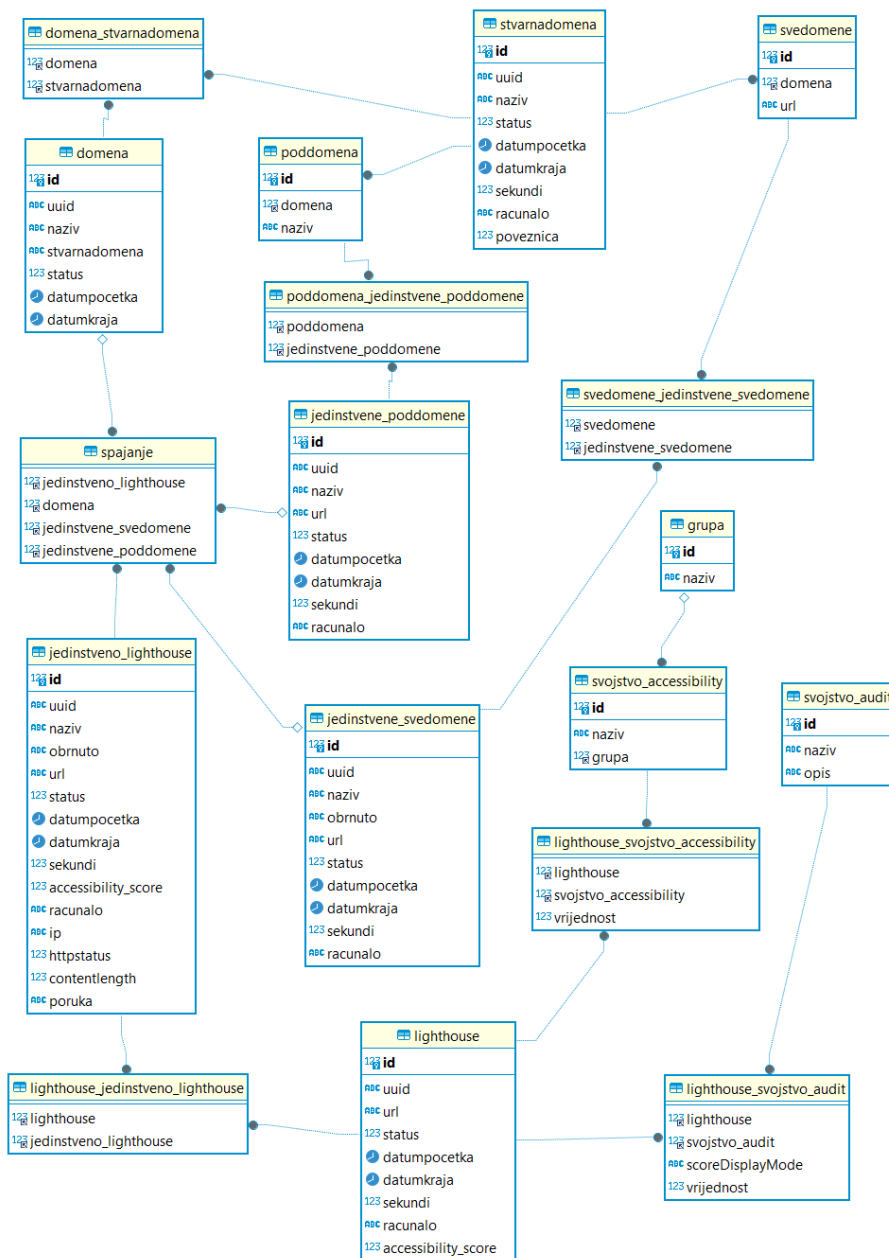 domena_stvarnadomena
domena
stvarnadomena
stvarnadomena
id
uuid
naziv
status
datumpocetka
datumkraja
sekundi
racunalo
poveznica
svedomene
id
domena
url
domena
id
uuid
naziv
stvarnadomena
status
datumpocetka
datumkraja
poddomena
id
domena
naziv
poddomena_jedinstvene_poddomene
poddomena
jedinstvene_poddomene
svedomene_jedinstvene_svedomene
svedomene
jedinstvene_svedomene
jedinstvene_poddomene
id
uuid
naziv
url
status
datumpocetka
datumkraja
sekundi
racunalo
spajanje
jedinstveno_lighthouse
domena
jedinstvene_svedomene
jedinstvene_poddomene
grupa
id
naziv
jedinstveno_lighthouse
id
uuid
naziv
obrnuto
url
status
datumpocetka
datumkraja
sekundi
accessibility_score
racunalo
ip
httpstatus
contentlength
poruka
jedinstvene_svedomene
id
uuid
naziv
obrnuto
url
status
datumpocetka
datumkraja
sekundi
racunalo
svojstvo_accessibility
id
naziv
grupa
svojstvo_audit
id
naziv
opis
lighthouse_svojstvo_accessibility
lighthouse
svojstvo_accessibility
vrijednost
lighthouse
id
uuid
url
status
datumpocetka
datumkraja
sekundi
racunalo
accessibility_score
lighthouse_jedinstveno_lighthouse
lighthouse
jedinstveno_lighthouse
lighthouse_svojstvo_audit
lighthouse
svojstvo_audit
scoreDisplayMode
vrijednost